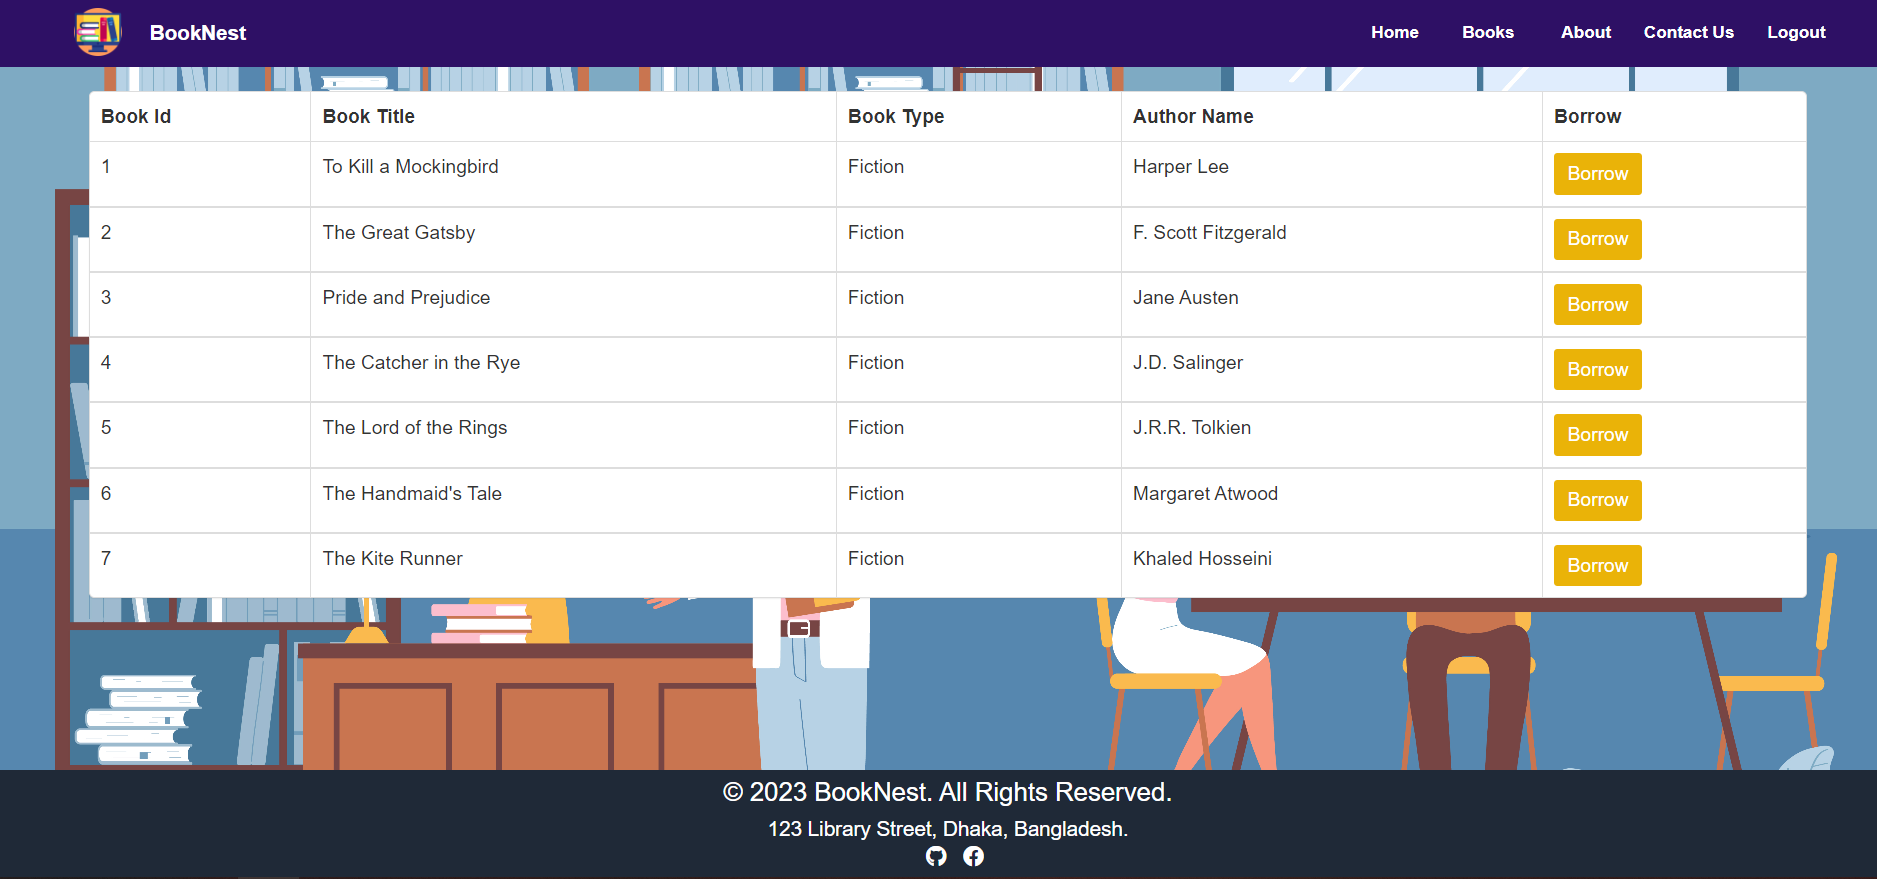 BookNest Home Books About Contact Us Logout
Book Id Book Title Book Type Author Name Borrow
1 To Kill a Mockingbird Fiction Harper Lee Borrow
2 The Great Gatsby Fiction F. Scott Fitzgerald Borrow
3 Pride and Prejudice Fiction Jane Austen Borrow
4 The Catcher in the Rye Fiction J.D. Salinger Borrow
5 The Lord of the Rings Fiction J.R.R. Tolkien Borrow
6 The Handmaid's Tale Fiction Margaret Atwood Borrow
7 The Kite Runner Fiction Khaled Hosseini Borrow
© 2023 BookNest. All Rights Reserved.
123 Library Street, Dhaka, Bangladesh.